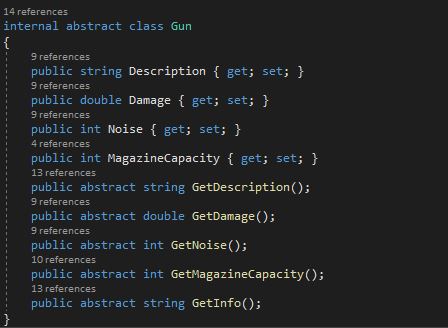 14 references
internal abstract class Gun
{
9 references
public string Description { get; set; }
9 references
public double Damage { get; set; }
9 references
public int Noise { get; set; }
4 references
public int MagazineCapacity { get; set; }
13 references
public abstract string GetDescription();
9 references
public abstract double GetDamage();
9 references
public abstract int GetNoise();
10 references
public abstract int GetMagazineCapacity();
13 references
public abstract string GetInfo();
}